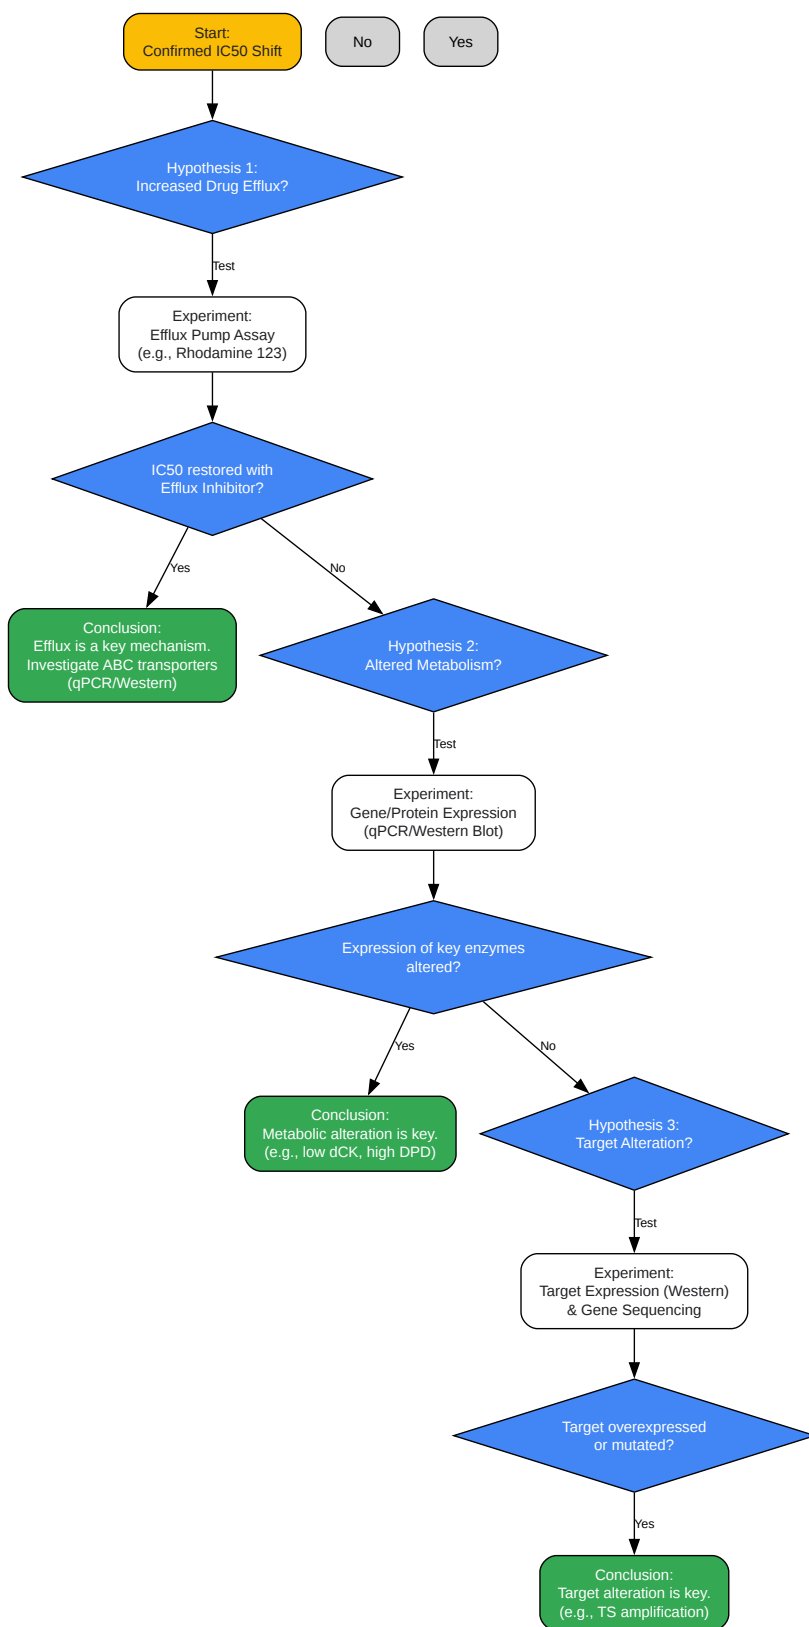 Start:
Confirmed IC50 Shift
No
Yes
Hypothesis 1:
Increased Drug Efflux?
Test
Experiment:
Efflux Pump Assay
(e.g., Rhodamine 123)
IC50 restored with
Efflux Inhibitor?
Yes
No
Conclusion:
Efflux is a key mechanism.
Investigate ABC transporters
(qPCR/Western)
Hypothesis 2:
Altered Metabolism?
Test
Experiment:
Gene/Protein Expression
(qPCR/Western Blot)
Expression of key enzymes
altered?
Yes
No
Conclusion:
Metabolic alteration is key.
(e.g., low dCK, high DPD)
Hypothesis 3:
Target Alteration?
Test
Experiment:
Target Expression (Western)
& Gene Sequencing
Target overexpressed
or mutated?
Yes
Conclusion:
Target alteration is key.
(e.g., TS amplification)